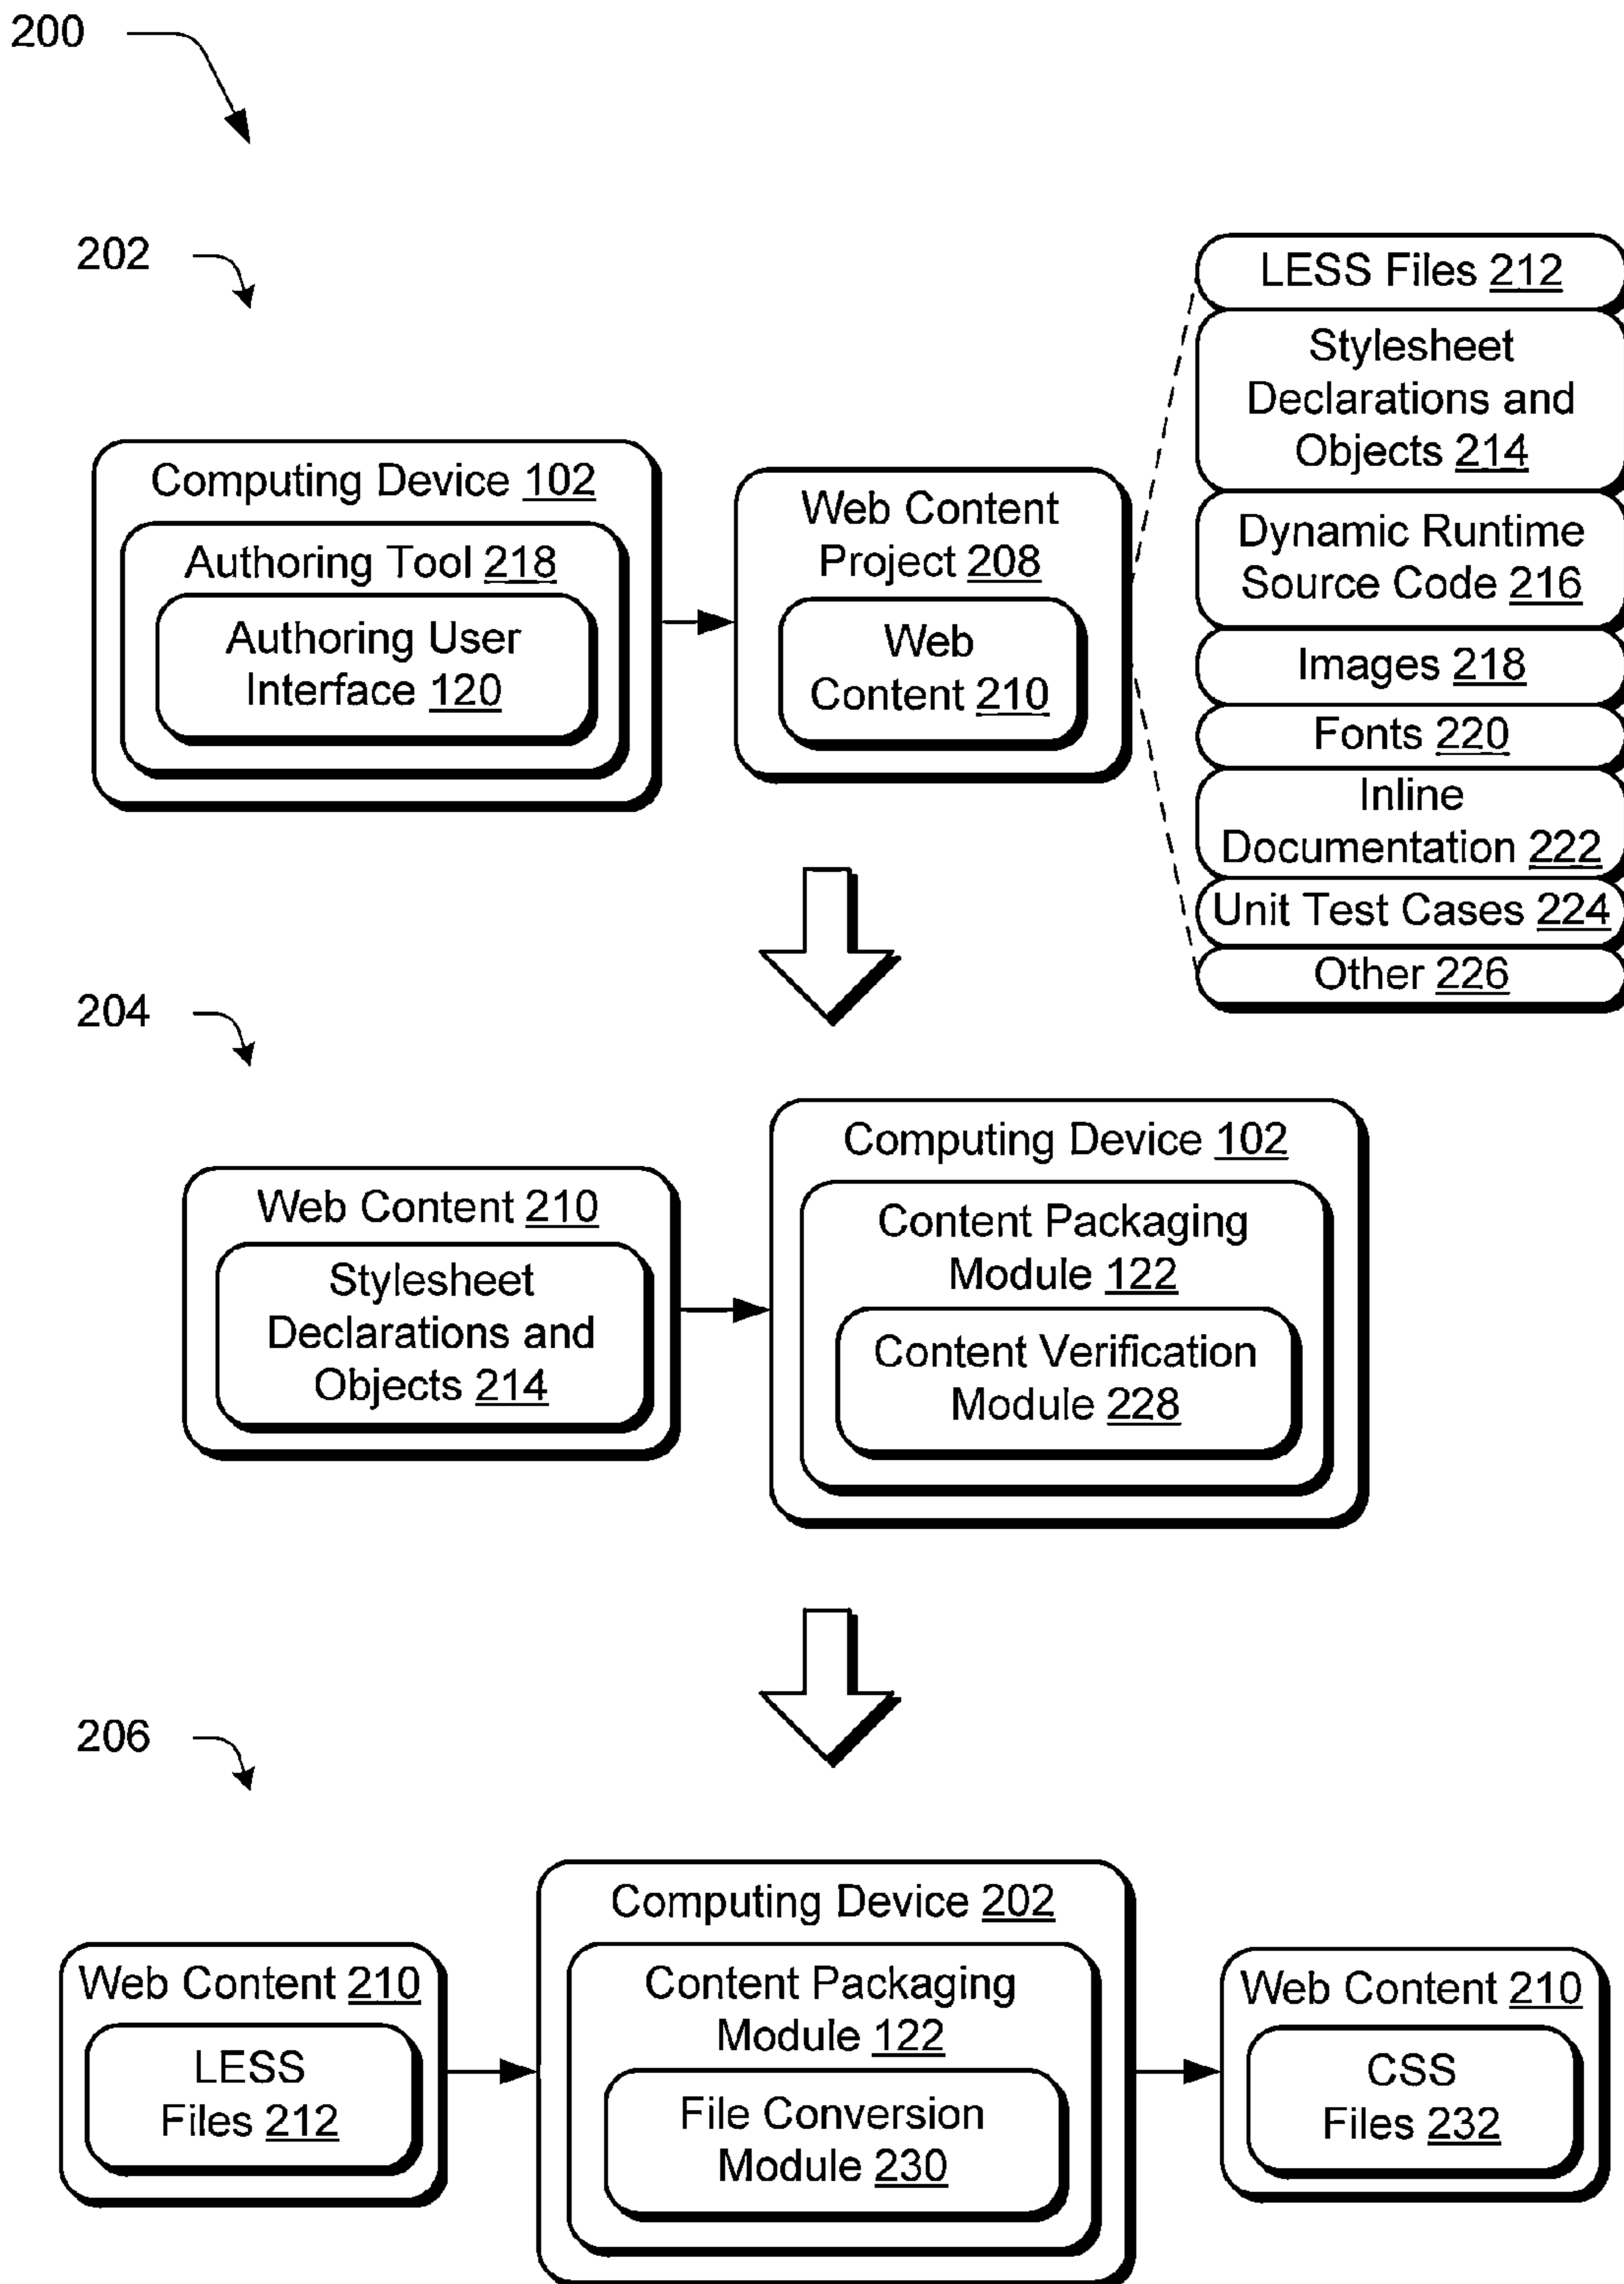 200
202
LESS Files 212
Stylesheet
Declarations and
Objects 214
Dynamic Runtime
Source Code 216
Images 218
Fonts 220
Inline
Documentation 222
Unit Test Cases 224
Other 226
Computing Device 102
Authoring Tool 218
Authoring User
Interface 120
Web Content
Project 208
Web
Content 210
204
Web Content 210
Stylesheet
Declarations and
Objects 214
Computing Device 102
Content Packaging
Module 122
Content Verification
Module 228
206
Web Content 210
LESS
Files 212
Computing Device 202
Content Packaging
Module 122
File Conversion
Module 230
Web Content 210
CSS
Files 232